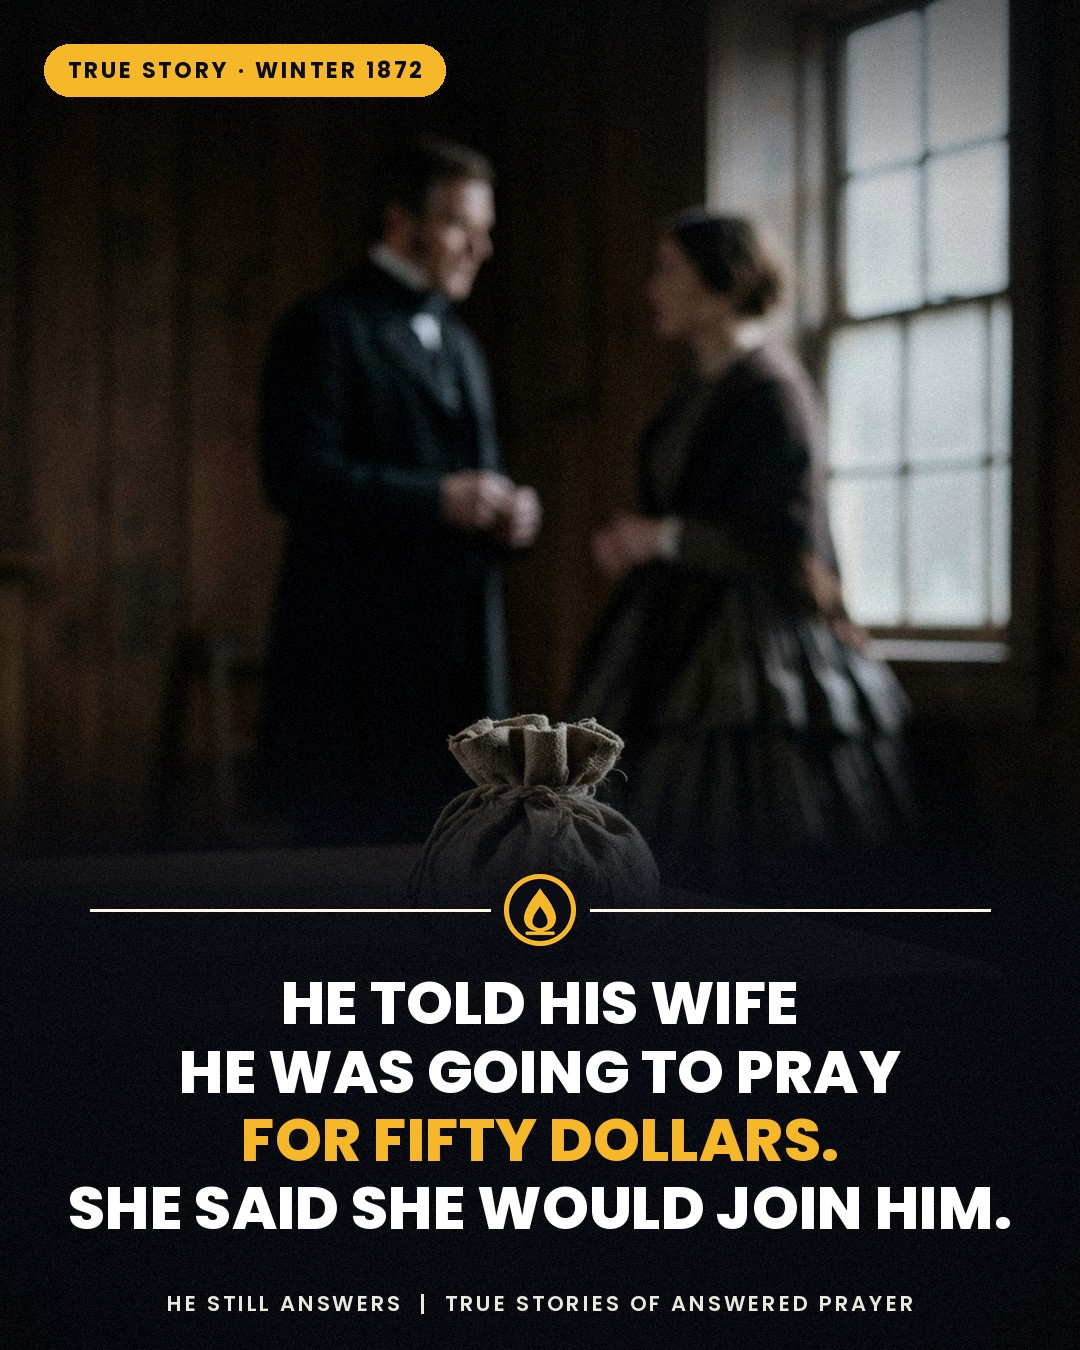 TRUE STORY · WINTER 1872
HE TOLD HIS WIFE
HE WAS GOING TO PRAY
FOR FIFTY DOLLARS.
SHE SAID SHE WOULD JOIN HIM.
HE STILL ANSWERS | TRUE STORIES OF ANSWERED PRAYER